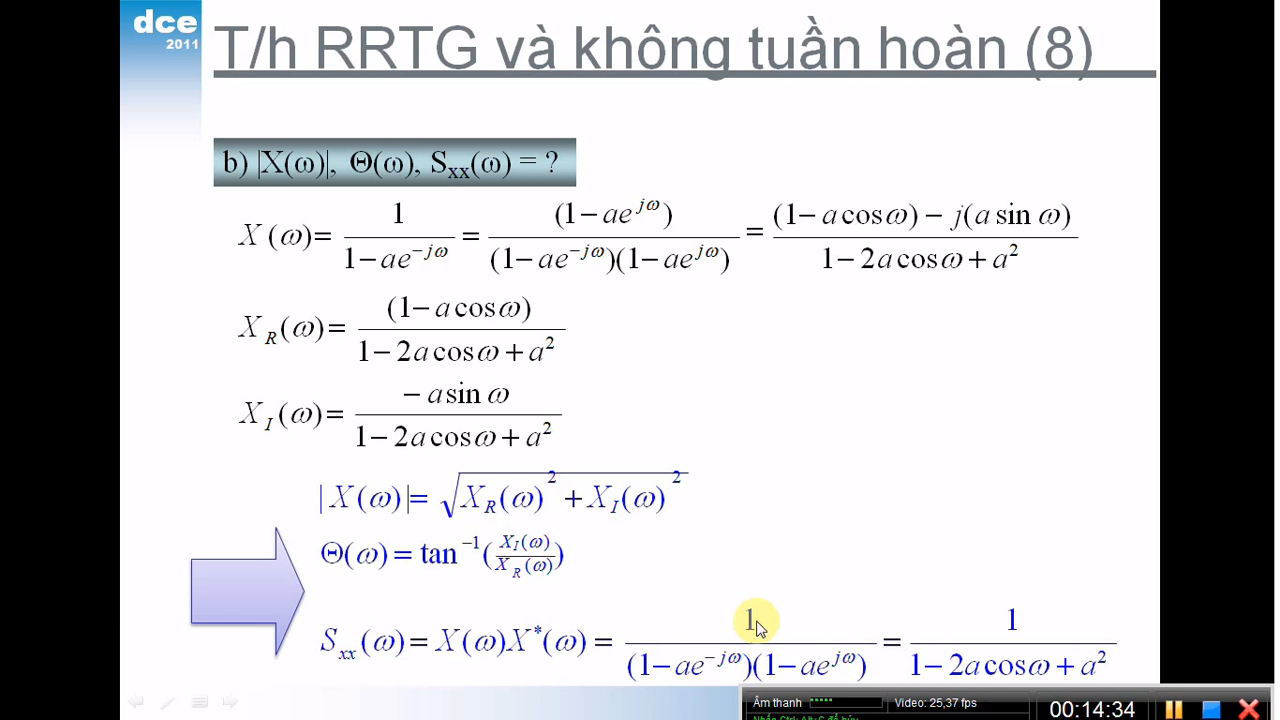 dce
2011
T/h RRTG và không tuần hoàn (8)
b) |X(ω)|, Θ(ω), Sxx(ω) = ?
X(ω) = 1 / (1 − ae^(−jω)) = (1 − ae^(jω)) / ((1 − ae^(−jω))(1 − ae^(jω))) = ((1 − a cos ω) − j(a sin ω)) / (1 − 2a cos ω + a²)
X_R(ω) = (1 − a cos ω) / (1 − 2a cos ω + a²)
X_I(ω) = −a sin ω / (1 − 2a cos ω + a²)
|X(ω)| = √(X_R(ω)² + X_I(ω)²)
Θ(ω) = tan⁻¹(X_I(ω) / X_R(ω))
S_xx(ω) = X(ω)X*(ω) = 1 / ((1 − ae^(−jω))(1 − ae^(jω))) = 1 / (1 − 2a cos ω + a²)
Âm thanh
Video: 25,37 fps
00:14:34